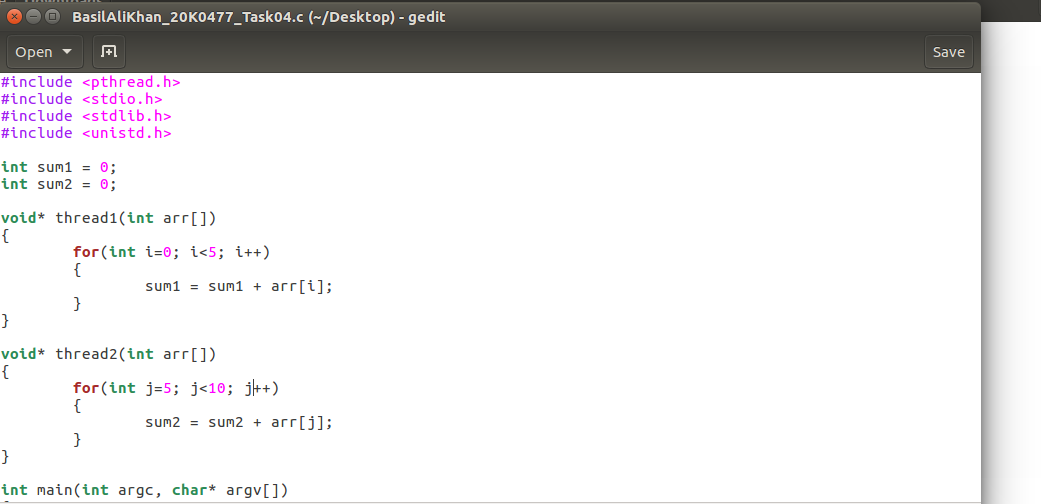 BasilAliKhan_20K0477_Task04.c (~/Desktop) - gedit
Open Save
#include <pthread.h>
#include <stdio.h>
#include <stdlib.h>
#include <unistd.h>
int sum1 = 0;
int sum2 = 0;
void* thread1(int arr[])
{
for(int i=0; i<5; i++)
{
sum1 = sum1 + arr[i];
}
}
void* thread2(int arr[])
{
for(int j=5; j<10; j++)
{
sum2 = sum2 + arr[j];
}
}
int main(int argc, char* argv[])